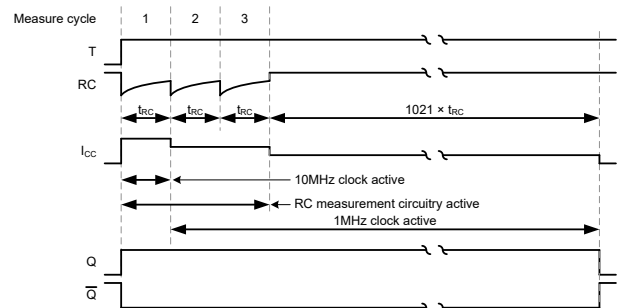 Measure cycle 1 2 3
T
RC
tRC tRC tRC 1021 × tRC
ICC
10MHz clock active
RC measurement circuitry active
1MHz clock active
Q
Q̅